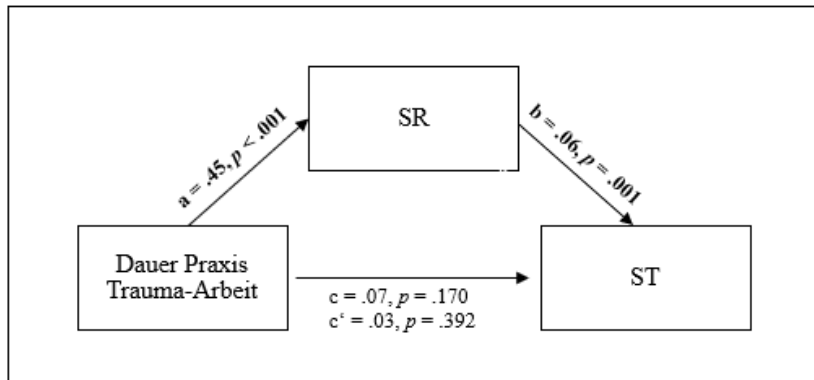 SR
a = .45, p < .001
b = .06, p = .001
Dauer Praxis
Trauma-Arbeit
ST
c = .07, p = .170
c‘ = .03, p = .392